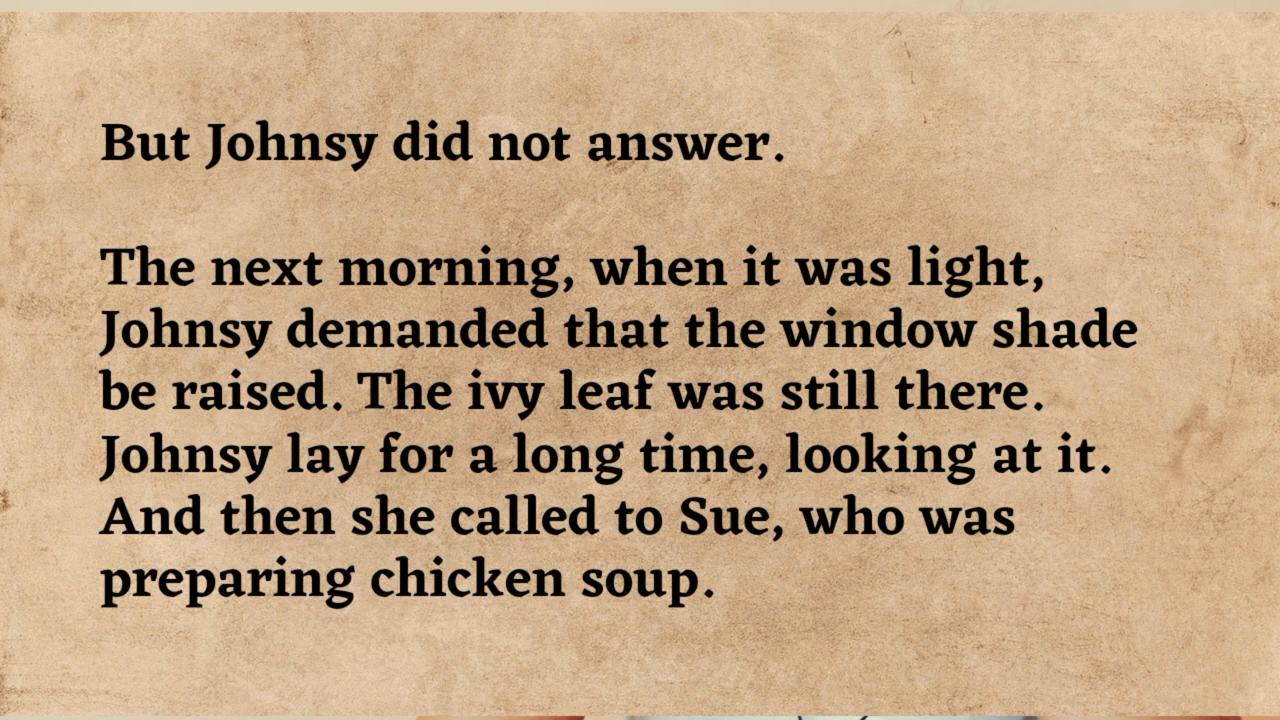 But Johnsy did not answer.
The next morning, when it was light,
Johnsy demanded that the window shade
be raised. The ivy leaf was still there.
Johnsy lay for a long time, looking at it.
And then she called to Sue, who was
preparing chicken soup.